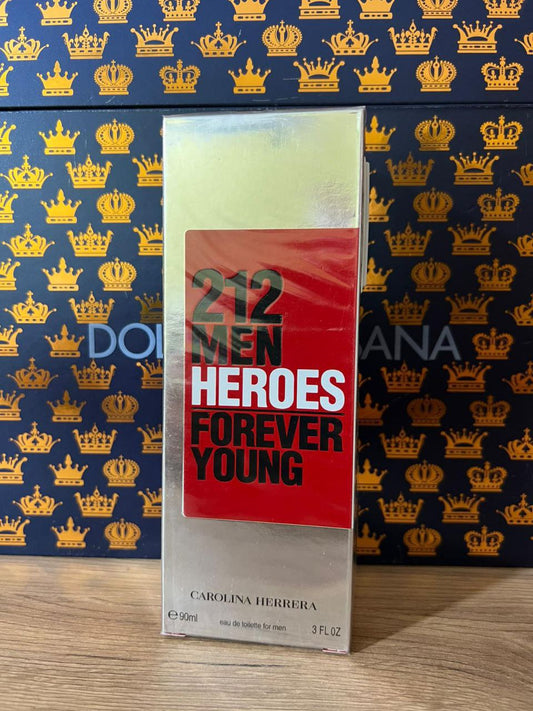 212
MEN
HEROES
FOREVER
YOUNG
CAROLINA HERRERA
e 90ml
eau de toilette for men
3 FL.OZ